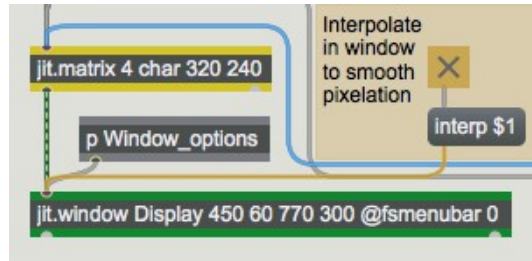 Interpolate
in window
to smooth
pixelation
jit.matrix 4 char 320 240
interp $1
p Window_options
jit.window Display 450 60 770 300 @fsmenubar 0